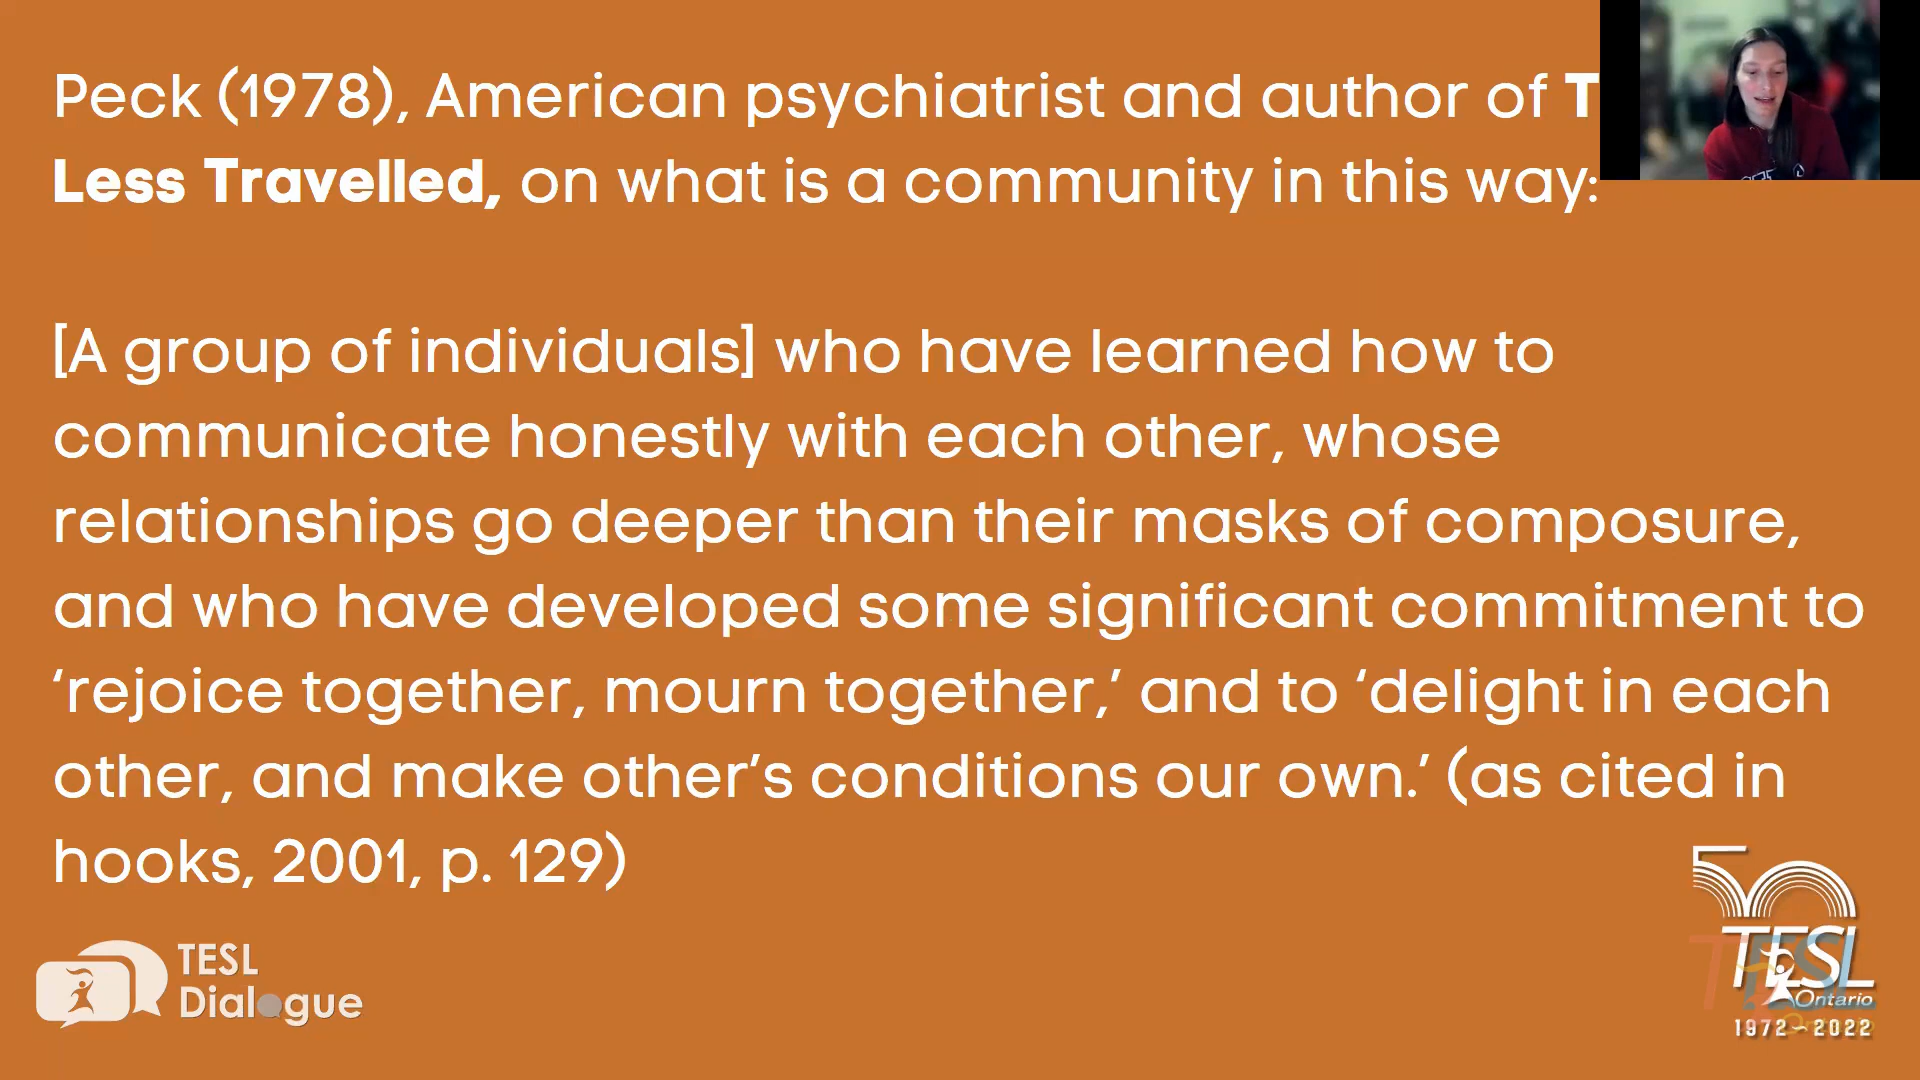 Peck (1978), American psychiatrist and author of T
Less Travelled, on what is a community in this way:
[A group of individuals] who have learned how to
communicate honestly with each other, whose
relationships go deeper than their masks of composure,
and who have developed some significant commitment to
‘rejoice together, mourn together,’ and to ‘delight in each
other, and make other’s conditions our own.’ (as cited in
hooks, 2001, p. 129)
TESL
Dialogue
50
TESL
Ontario
1972~2022